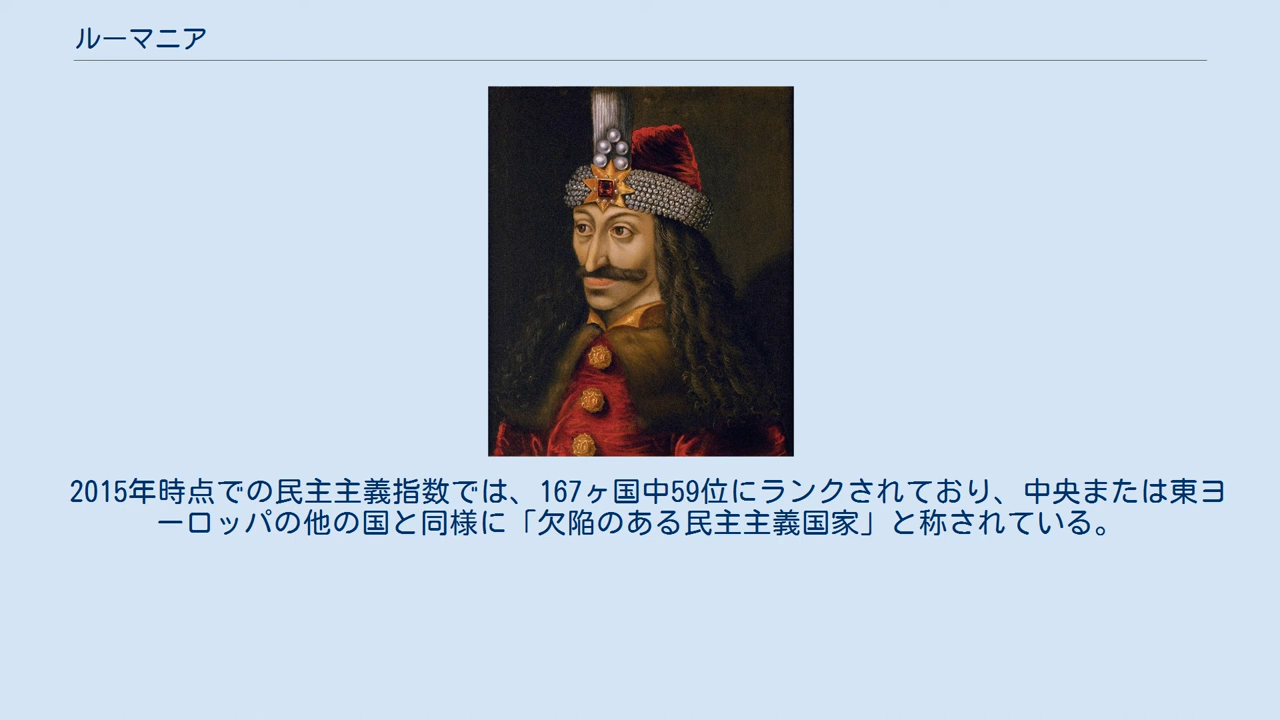 ルーマニア
2015年時点での民主主義指数では、167ヶ国中59位にランクされており、中央または東ヨ
ーロッパの他の国と同様に「欠陥のある民主主義国家」と称されている。